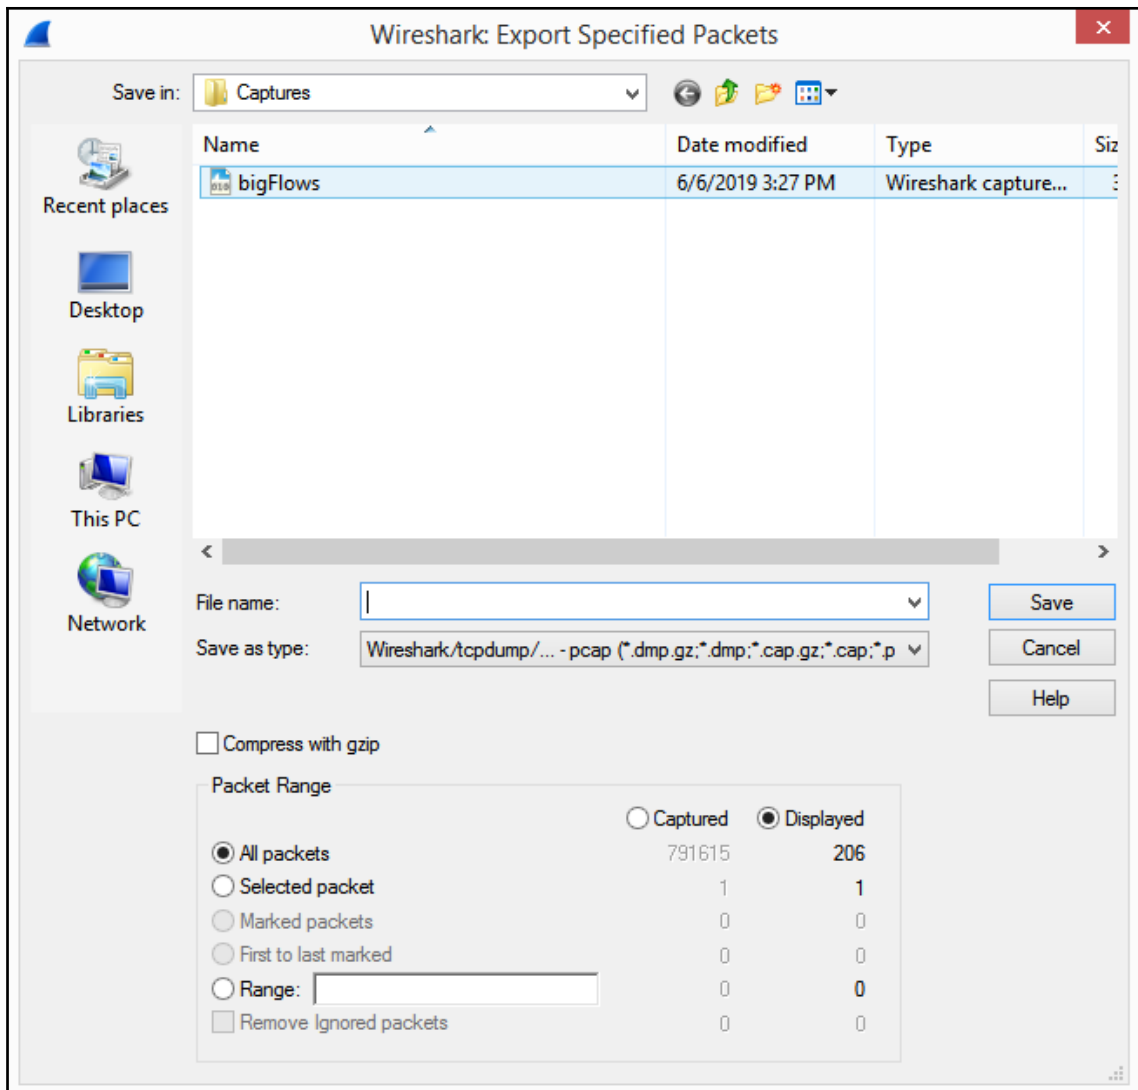 Wireshark: Export Specified Packets
Save in: Captures
Name Date modified Type Siz
bigFlows 6/6/2019 3:27 PM Wireshark capture...
Recent places
Desktop
Libraries
This PC
Network
File name: Save
Save as type: Wireshark/tcpdump/... - pcap (*.dmp.gz;*.dmp;*.cap.gz;*.cap;*.p Cancel
Help
Compress with gzip
Packet Range
Captured Displayed
All packets 791615 206
Selected packet 1 1
Marked packets 0 0
First to last marked 0 0
Range: 0 0
Remove Ignored packets 0 0